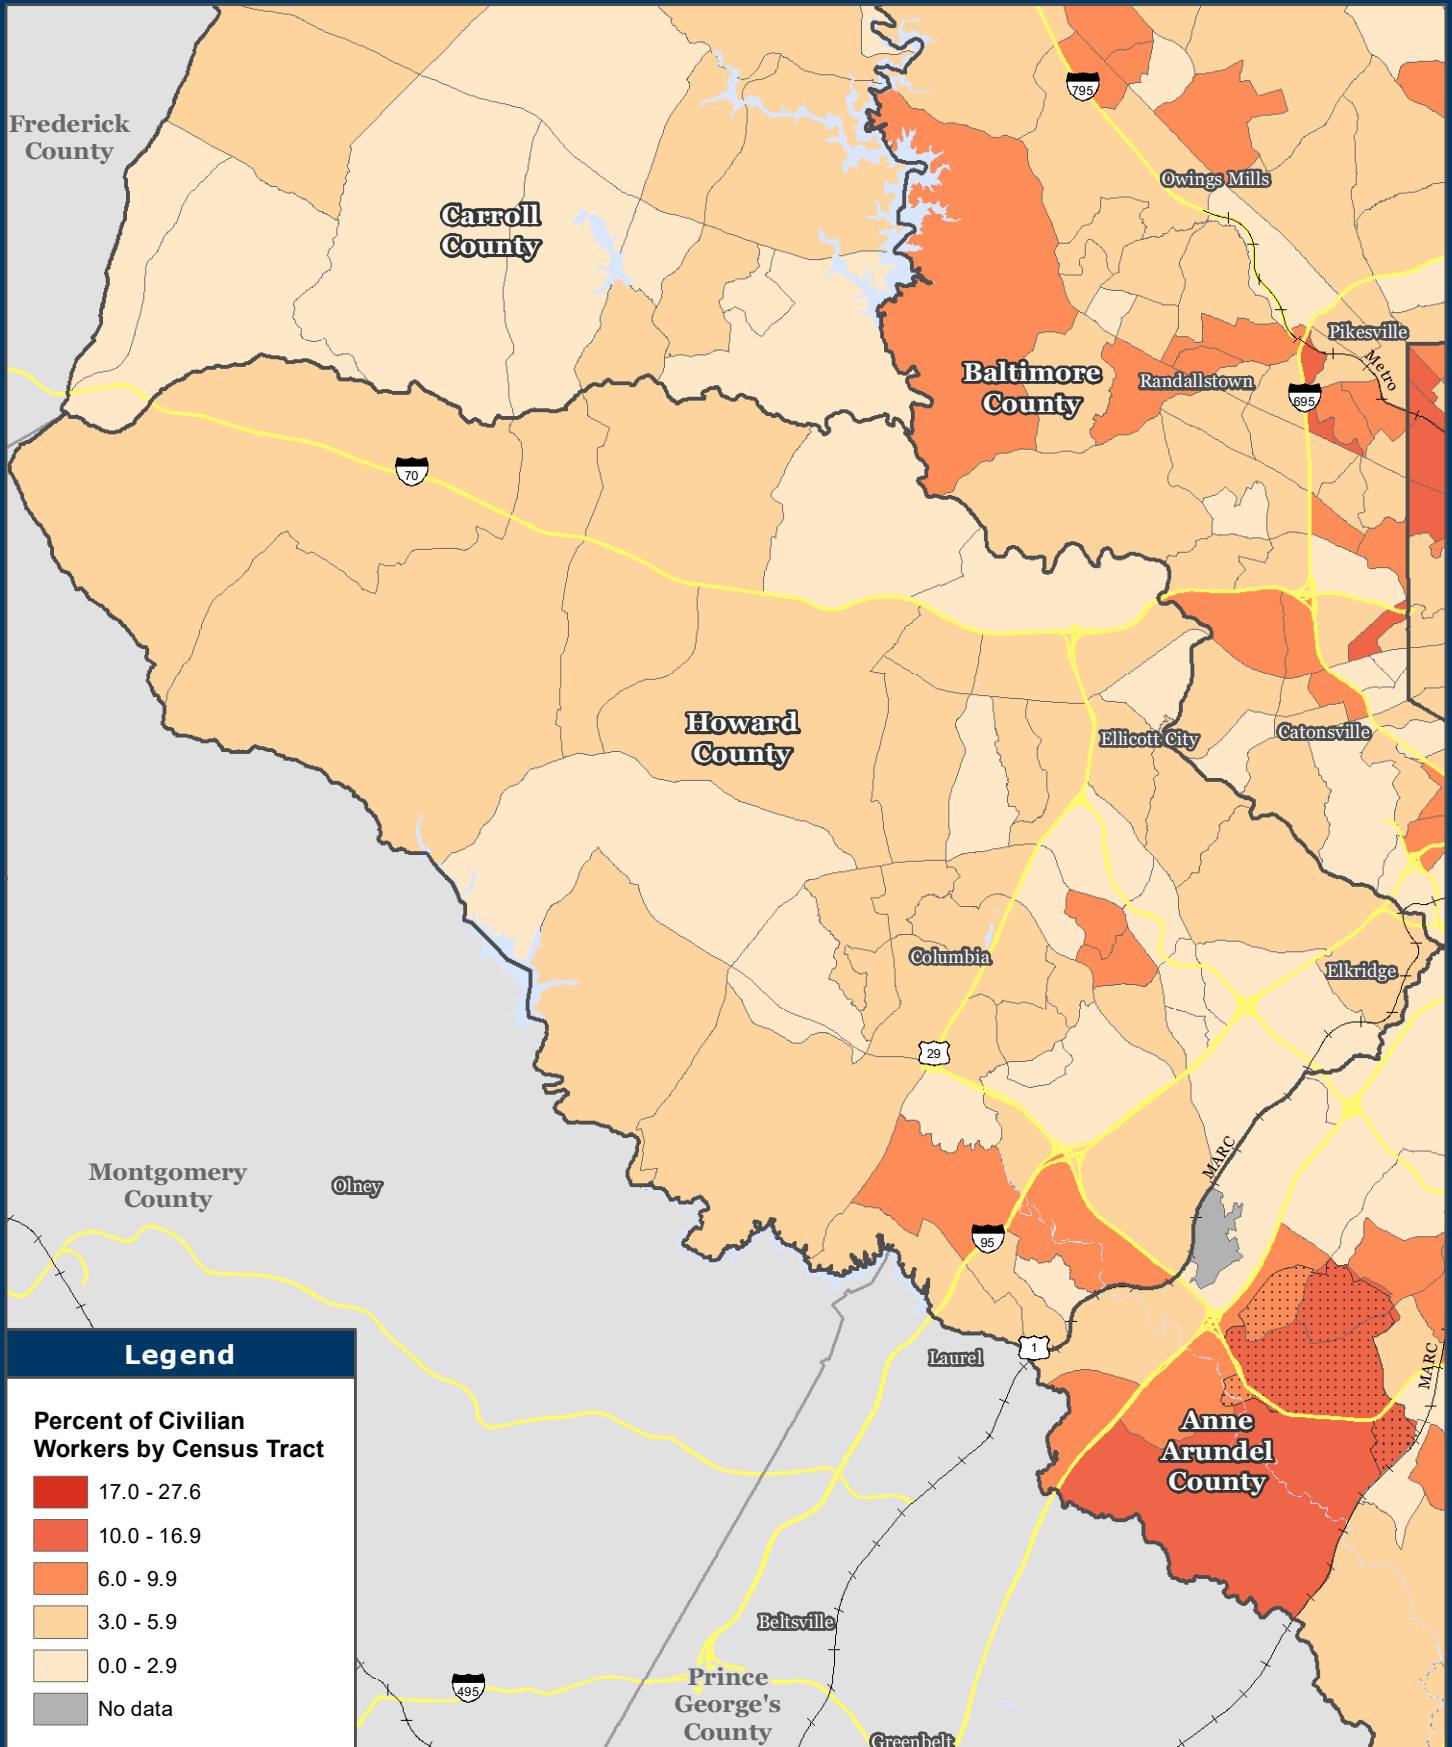 795
Frederick
County
Owings Mills
Carroll
County
Pikesville
Metro
Baltimore
County
Randallstown
695
70
Howard
County
Ellicott City
Catonsville
Columbia
Elkridge
29
MARC
Montgomery
County
Olney
95
1
Laurel
MARC
Anne
Arundel
County
Beltsville
Prince
George's
County
495
Greenbelt
Legend
Percent of Civilian
Workers by Census Tract
17.0 - 27.6
10.0 - 16.9
6.0 - 9.9
3.0 - 5.9
0.0 - 2.9
No data